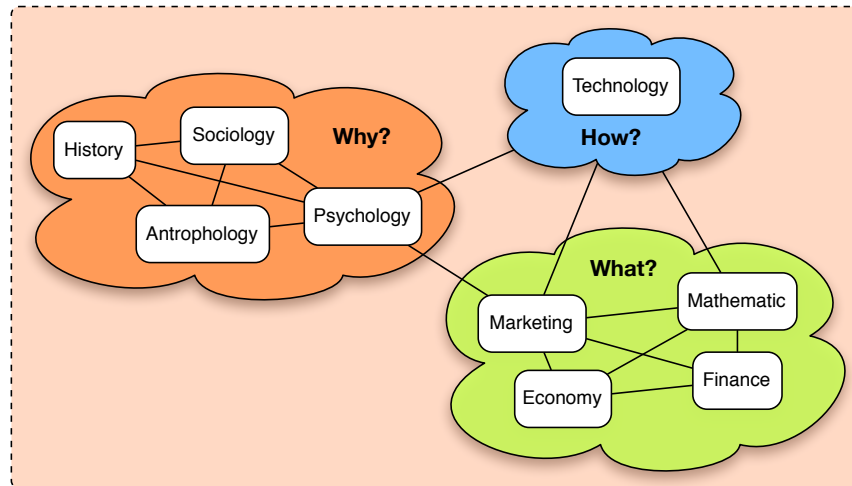 Technology
How?
Sociology
Why?
History
Psychology
Antrophology
What?
Mathematic
Marketing
Finance
Economy